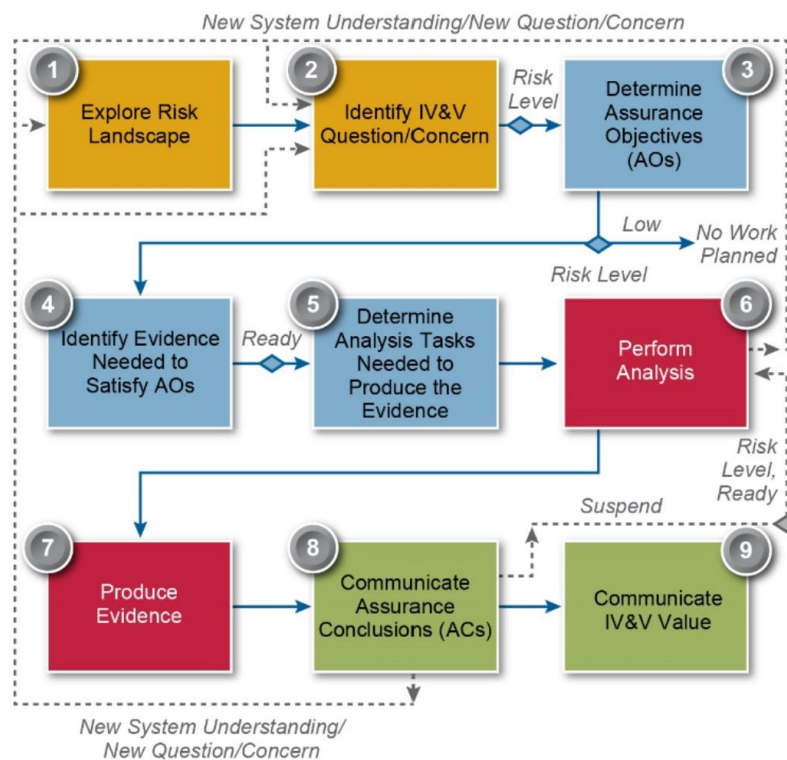 New System Understanding/New Question/Concern
1
Explore Risk
Landscape
2
Identify IV&V
Question/Concern
Risk
Level
3
Determine
Assurance
Objectives
(AOs)
Low
No Work
Planned
Risk Level
4
Identify Evidence
Needed to
Satisfy AOs
Ready
5
Determine
Analysis Tasks
Needed to
Produce the
Evidence
6
Perform
Analysis
Risk
Level,
Ready
Suspend
7
Produce
Evidence
8
Communicate
Assurance
Conclusions (ACs)
9
Communicate
IV&V Value
New System Understanding/
New Question/Concern